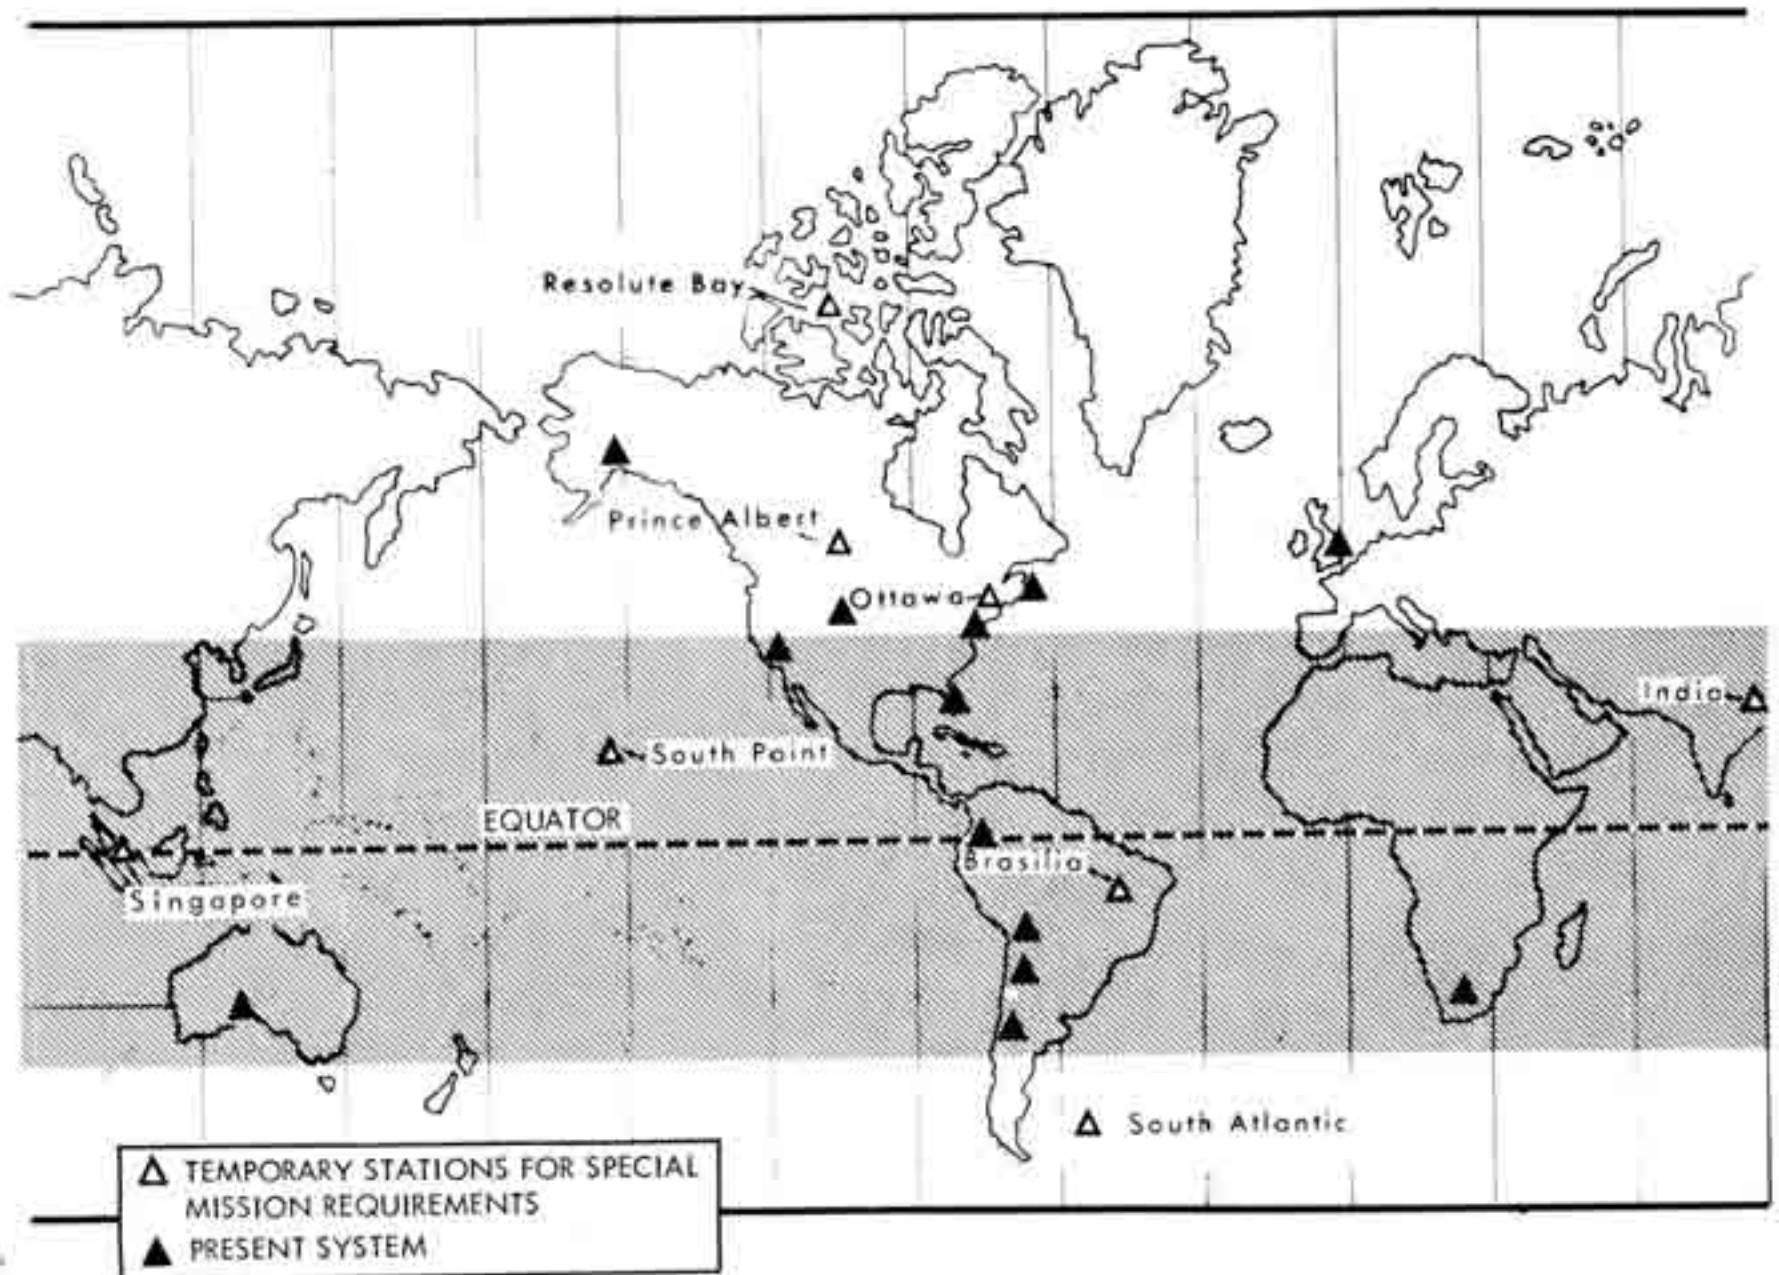 Resolute Bay
Prince Albert
Ottawa
India
South Point
EQUATOR
Brasilia
Singapore
South Atlantic
TEMPORARY STATIONS FOR SPECIAL
MISSION REQUIREMENTS
PRESENT SYSTEM